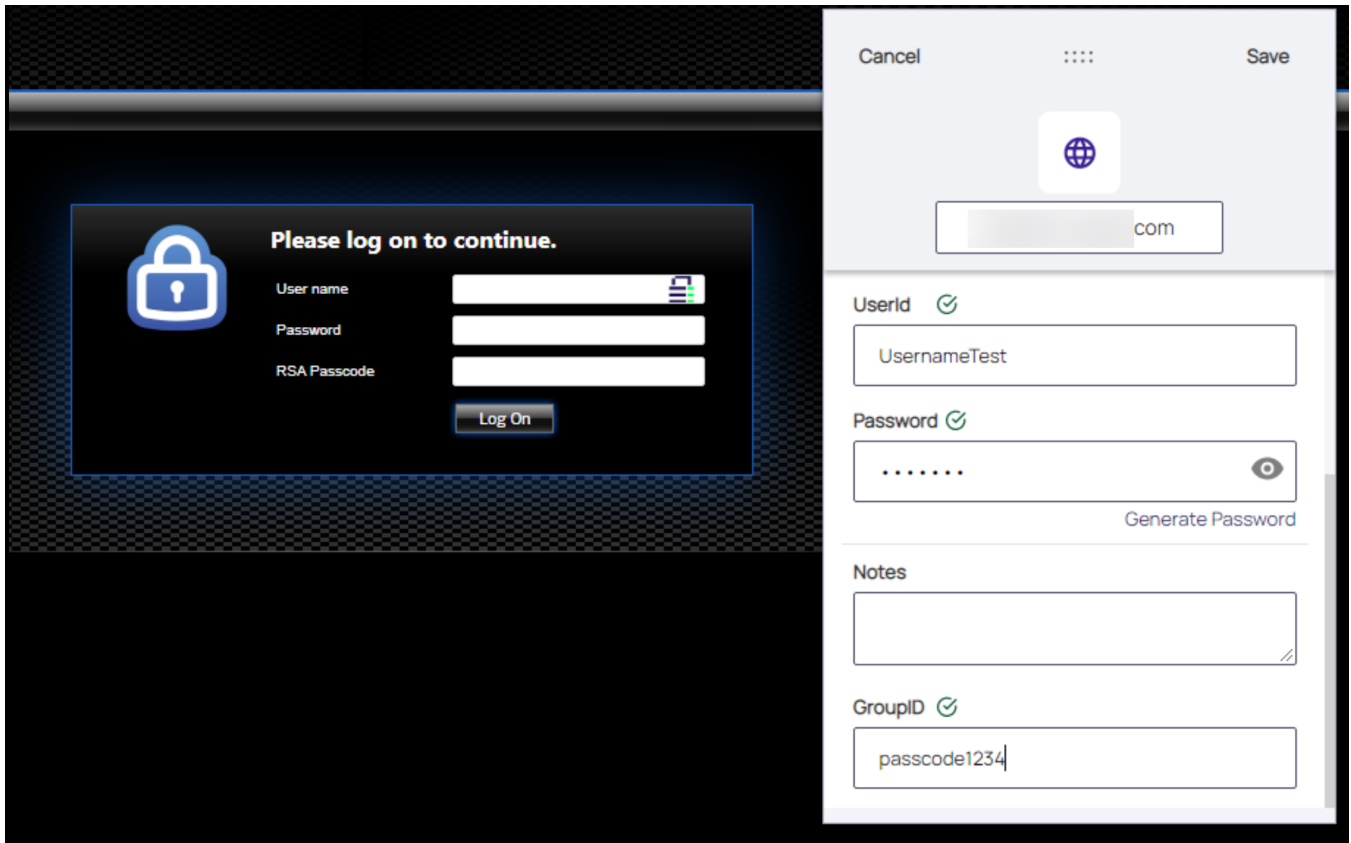 Please log on to continue.
User name
Password
RSA Passcode
Log On
Cancel
Save
com
UserId
UsernameTest
Password
Generate Password
Notes
GroupID
passcode1234